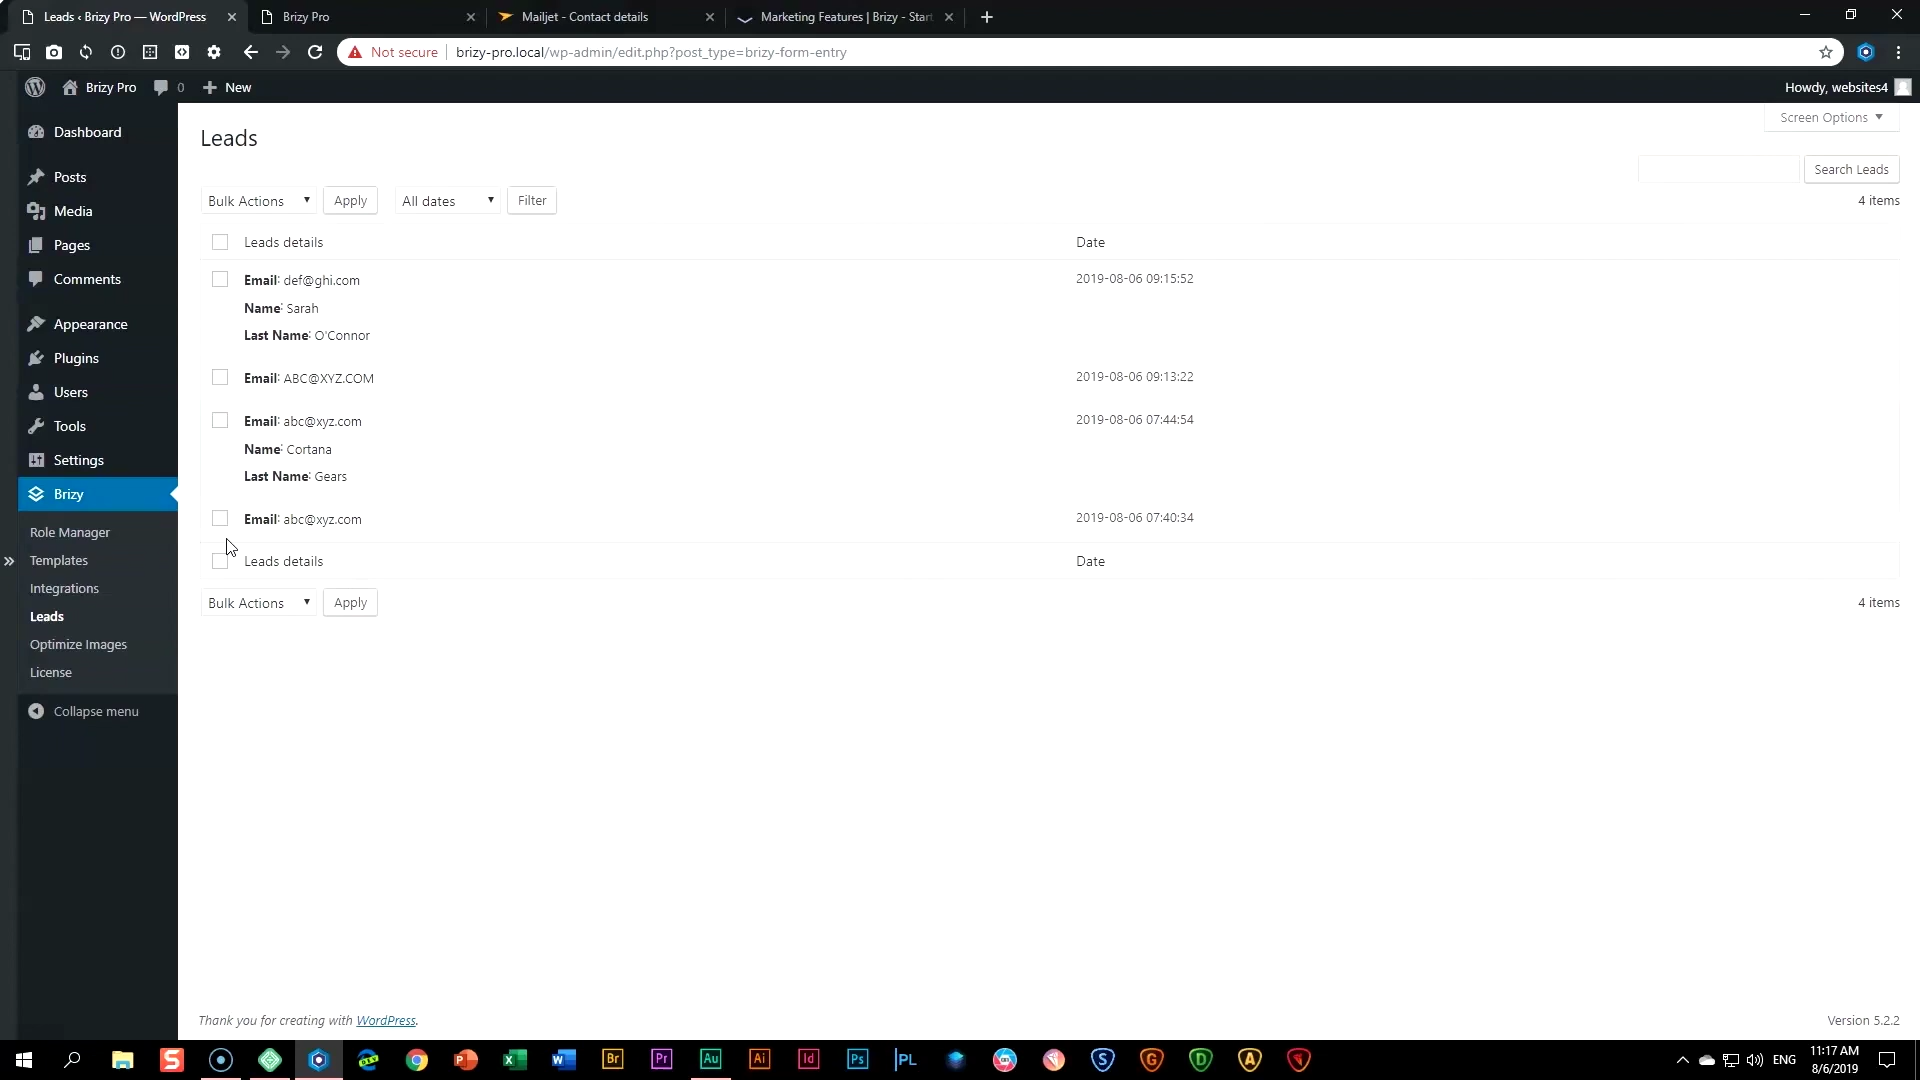 Leads ‹ Brizy Pro — WordPress
Brizy Pro
Mailjet - Contact details
Marketing Features | Brizy - Start
Not secure
brizy-pro.local/wp-admin/edit.php?post_type=brizy-form-entry
Brizy Pro
0
New
Howdy, websites4
Dashboard
Posts
Media
Pages
Comments
Appearance
Plugins
Users
Tools
Settings
Brizy
Role Manager
Templates
Integrations
Leads
Optimize Images
License
Collapse menu
Leads
Screen Options
Search Leads
Bulk Actions
Apply
All dates
Filter
4 items
Leads details
Date
Email: def@ghi.com
2019-08-06 09:15:52
Name: Sarah
Last Name: O'Connor
Email: ABC@XYZ.COM
2019-08-06 09:13:22
Email: abc@xyz.com
2019-08-06 07:44:54
Name: Cortana
Last Name: Gears
Email: abc@xyz.com
2019-08-06 07:40:34
Leads details
Date
Bulk Actions
Apply
4 items
Thank you for creating with WordPress.
Version 5.2.2
S
P
X
W
Br
Pr
Au
Ai
Id
Ps
PL
S
G
D
A
ENG
11:17 AM
8/6/2019